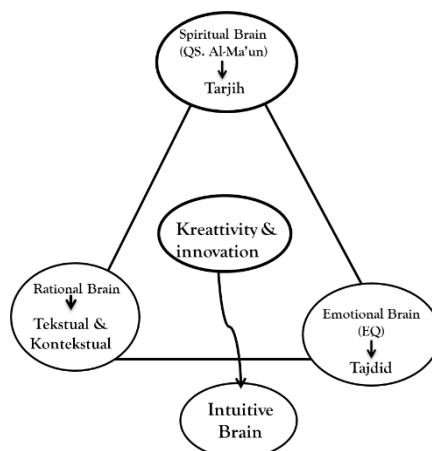 Spiritual Brain
(QS. Al-Ma'un)
Tarjih
Kreattivity &
innovation
Rational Brain
Tekstual &
Kontekstual
Emotional Brain
(EQ)
Tajdid
Intuitive
Brain